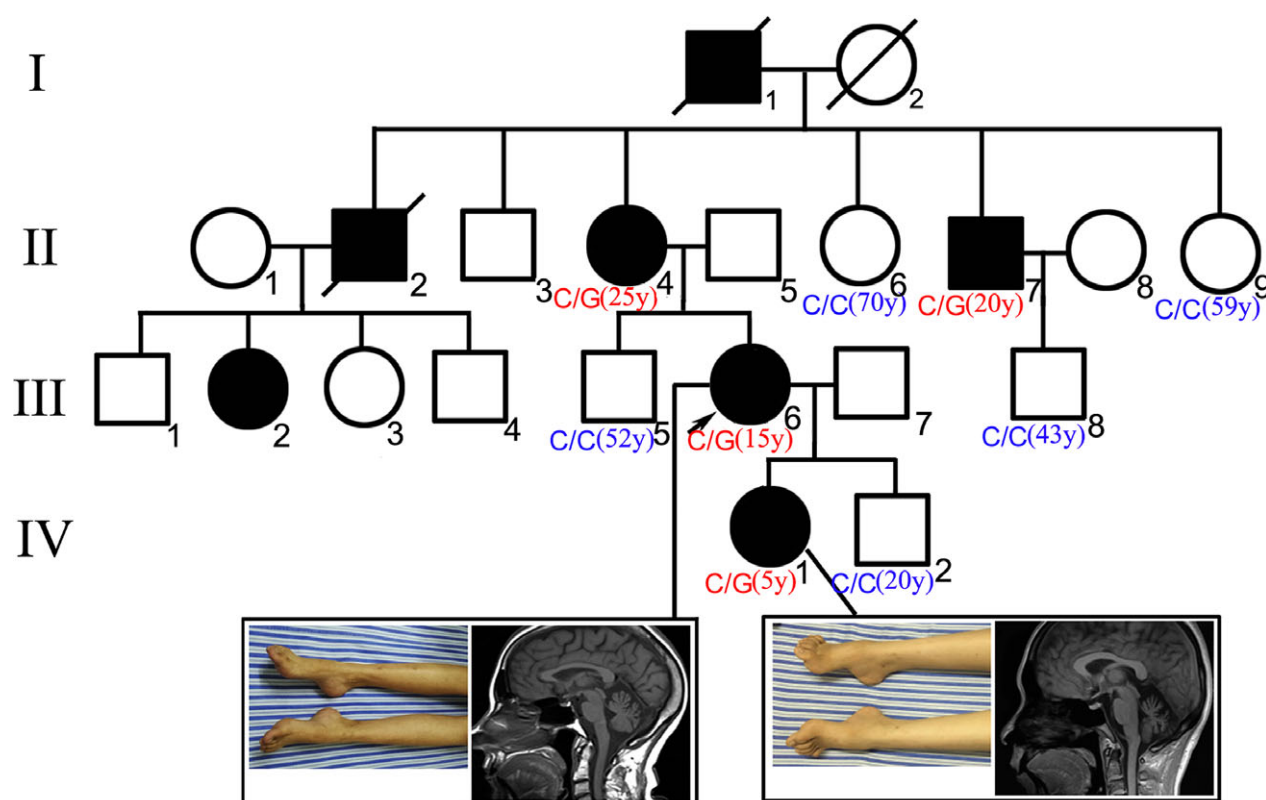 I
1 2
II
1 2 3 4 5 6 7 8 9
C/G(25y) C/C(70y) C/G(20y) C/C(59y)
III
1 2 3 4 5 6 7 8
C/C(52y) C/G(15y) C/C(43y)
IV
1 2
C/G(5y) C/C(20y)